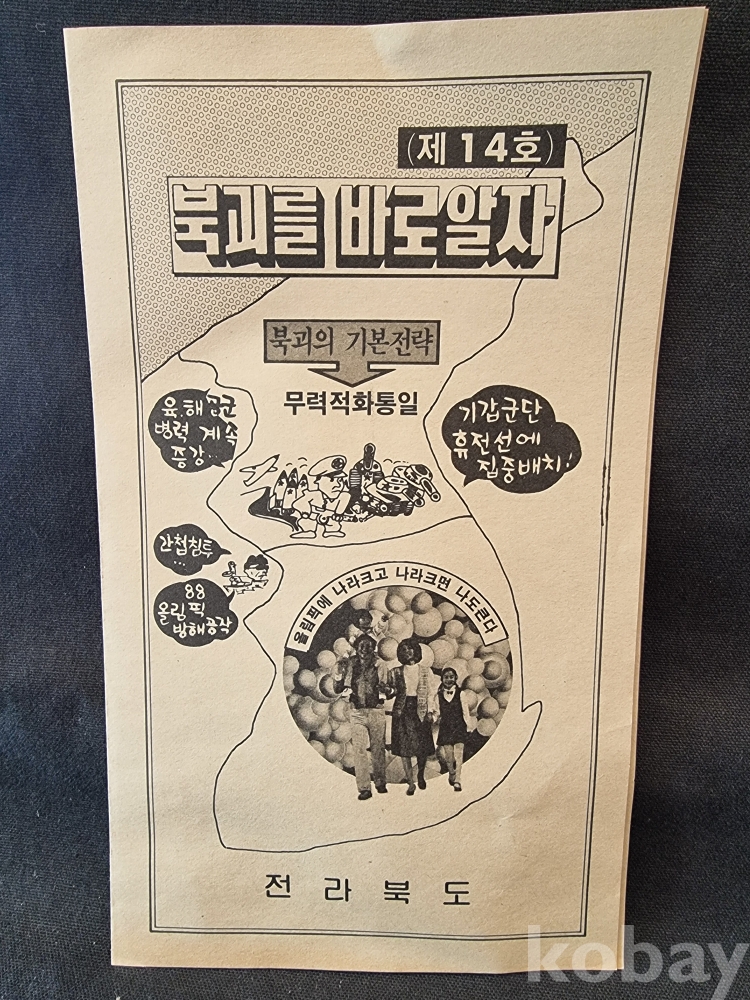 (제14호)
북괴를 바로알자
북괴의 기본전략
무력적화통일
육.해공군
병력 계속
증강...
기갑군단
휴전선에
집중배치!
간첩침투
...
88
올림픽
방해공작
올림픽에 나라크고 나라크면 나도큰다
전라북도
kobay